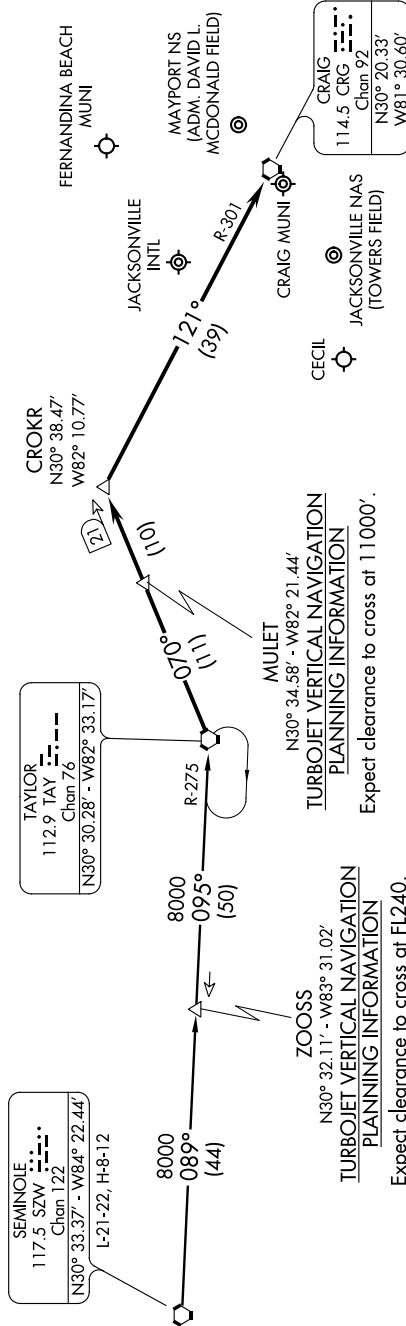 SEMINOLE
117.5 SZW
Chan 122
N30° 33.37' - W84° 22.44'
L-21-22, H-8-12
8000
089°
(44)
ZOOSS
N30° 32.11' - W83° 31.02'
TURBOJET VERTICAL NAVIGATION
PLANNING INFORMATION
Expect clearance to cross at FL240.
8000
095°
(50)
R-275
TAYLOR
112.9 TAY
Chan 76
N30° 30.28' - W82° 33.17'
070°
(11)
MULET
N30° 34.58' - W82° 21.44'
TURBOJET VERTICAL NAVIGATION
PLANNING INFORMATION
Expect clearance to cross at 11000'.
(10)
21
CROKR
N30° 38.47'
W82° 10.77'
121°
(39)
R-301
JACKSONVILLE
INTL
FERNANDINA BEACH
MUNI
MAYPORT NS
(ADM. DAVID L.
MCDONALD FIELD)
CRAIG MUNI
CECIL
JACKSONVILLE NAS
(TOWERS FIELD)
CRAIG
114.5 CRG
Chan 92
N30° 20.33'
W81° 30.60'